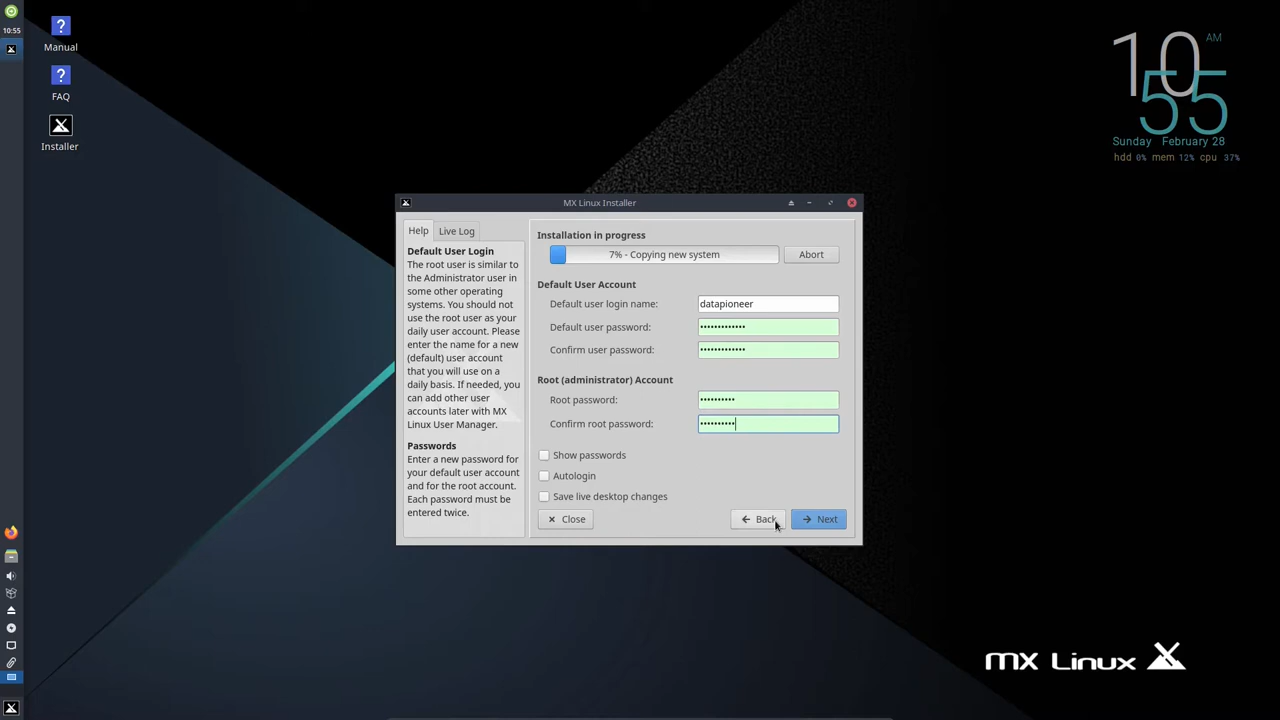 10:55
Manual
FAQ
Installer
10
AM
55
Sunday February 28
hdd 0% mem 12% cpu 37%
MX Linux Installer
Help
Live Log
Default User Login
The root user is similar to
the Administrator user in
some other operating
systems. You should not
use the root user as your
daily user account. Please
enter the name for a new
(default) user account
that you will use on a
daily basis. If needed, you
can add other user
accounts later with MX
Linux User Manager.
Passwords
Enter a new password for
your default user account
and for the root account.
Each password must be
entered twice.
Installation in progress
7% - Copying new system
Abort
Default User Account
Default user login name:
datapioneer
Default user password:
•••••••••••••
Confirm user password:
•••••••••••••
Root (administrator) Account
Root password:
••••••••••
Confirm root password:
••••••••••
Show passwords
Autologin
Save live desktop changes
Close
Back
Next
MX Linux